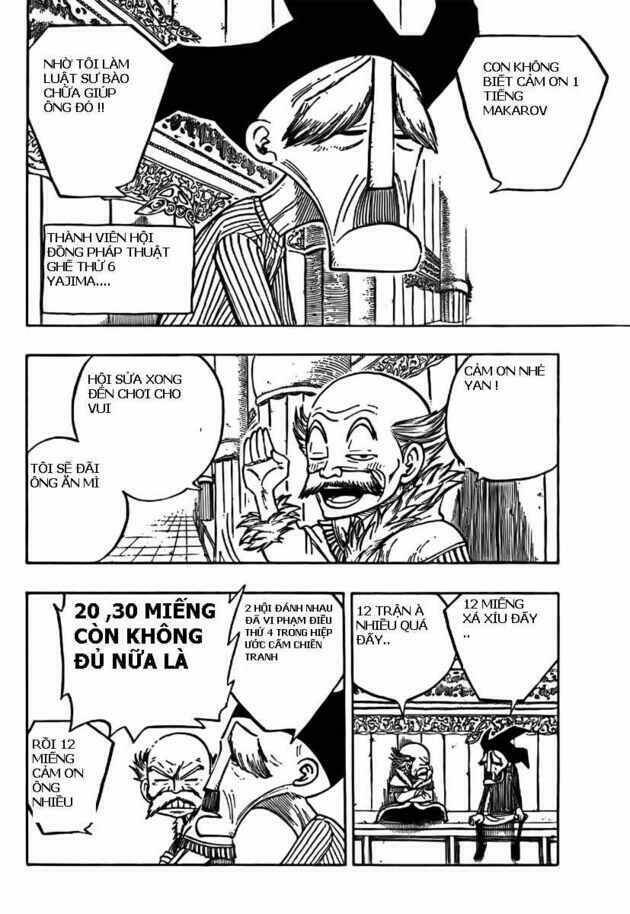 CON KHÔNG
BIẾT CẢM ƠN 1
TIẾNG
MAKAROV
NHỜ TÔI LÀM
LUẬT SƯ BÀO
CHỮA GIÚP
ÔNG ĐÓ !!
THÀNH VIÊN HỘI
ĐỒNG PHÁP THUẬT
GHẾ THỨ 6
YAJIMA....
CẢM ƠN NHÉ
YAN !
HỘI SỬA XONG
ĐẾN CHƠI CHO
VUI
TÔI SẼ ĐÃI
ÔNG ĂN MÌ
12 MIẾNG
XÁ XÍU ĐẤY
..
12 TRẬN À
NHIỀU QUÁ
ĐẤY..
2 HỘI ĐÁNH NHAU
ĐÃ VI PHẠM ĐIỀU
THỨ 4 TRONG HIỆP
ƯỚC CẤM CHIẾN
TRANH
20 ,30 MIẾNG
CÒN KHÔNG
ĐỦ NỮA LÀ
RỒI 12
MIẾNG
CẢM ƠN
ÔNG
NHIỀU